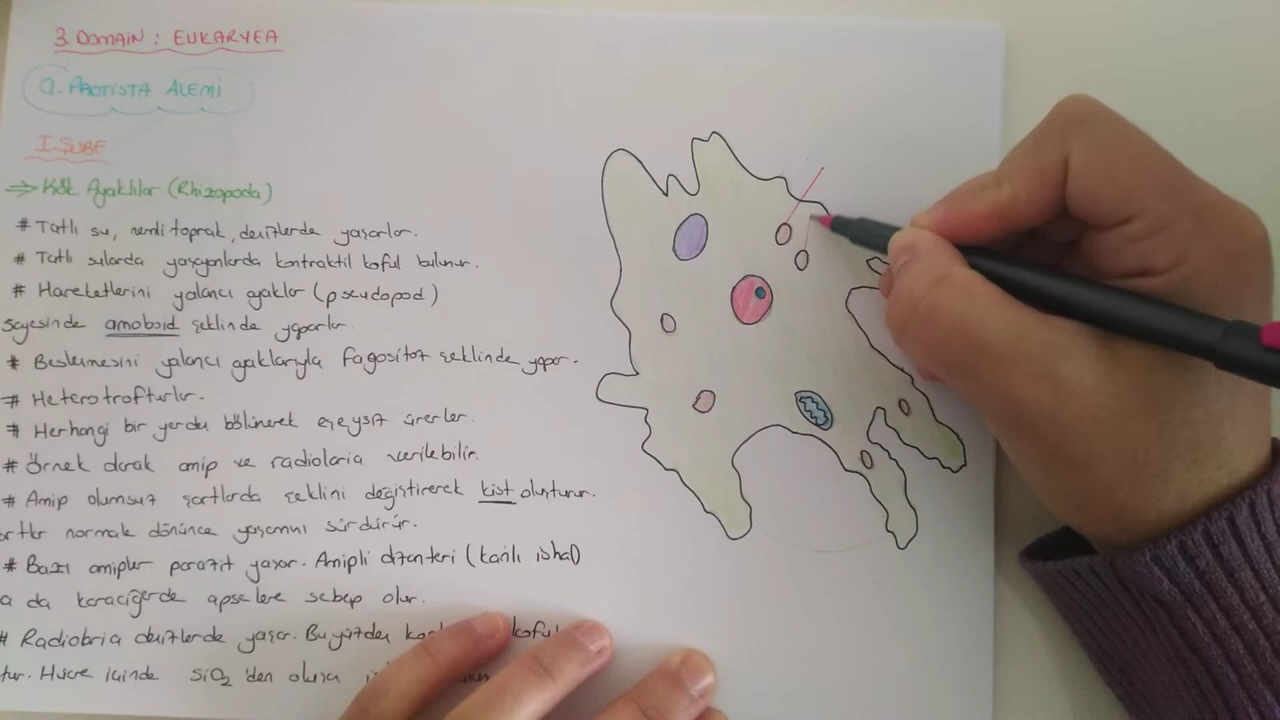 3. DOMAIN : EUKARYEA
a- PROTİSTA ALEMİ
I. ŞUBE
⇒ Kök Ayaklılar (Rhizopoda)
# Tatlı su, nemli toprak, denizlerde yaşarlar.
# Tatlı sularda yaşayanlarda kontraktil koful bulunur.
# Hareketlerini yalancı ayaklar (pseudopod)
sayesinde amoboid şeklinde yaparlar.
# Beslenmesini yalancı ayaklarıyla fagositoz şeklinde yapar.
# Heterotrofturlar.
# Herhangi bir yerden bölünerek eşeysiz ürerler.
# Örnek olarak amip ve radiolaria verilebilir.
# Amip olumsuz şartlarda şeklini değiştirerek kist oluşturur.
normale dönünce yaşamını sürdürür.
# Bazı amipler parazit yaşar. Amipli dizanteri (kanlı ishal)
da karaciğerde apselere sebep olur.
# Radiolaria denizlerde yaşar. Bu yüzden koful
Hücre içinde SiO₂ 'den oluşan